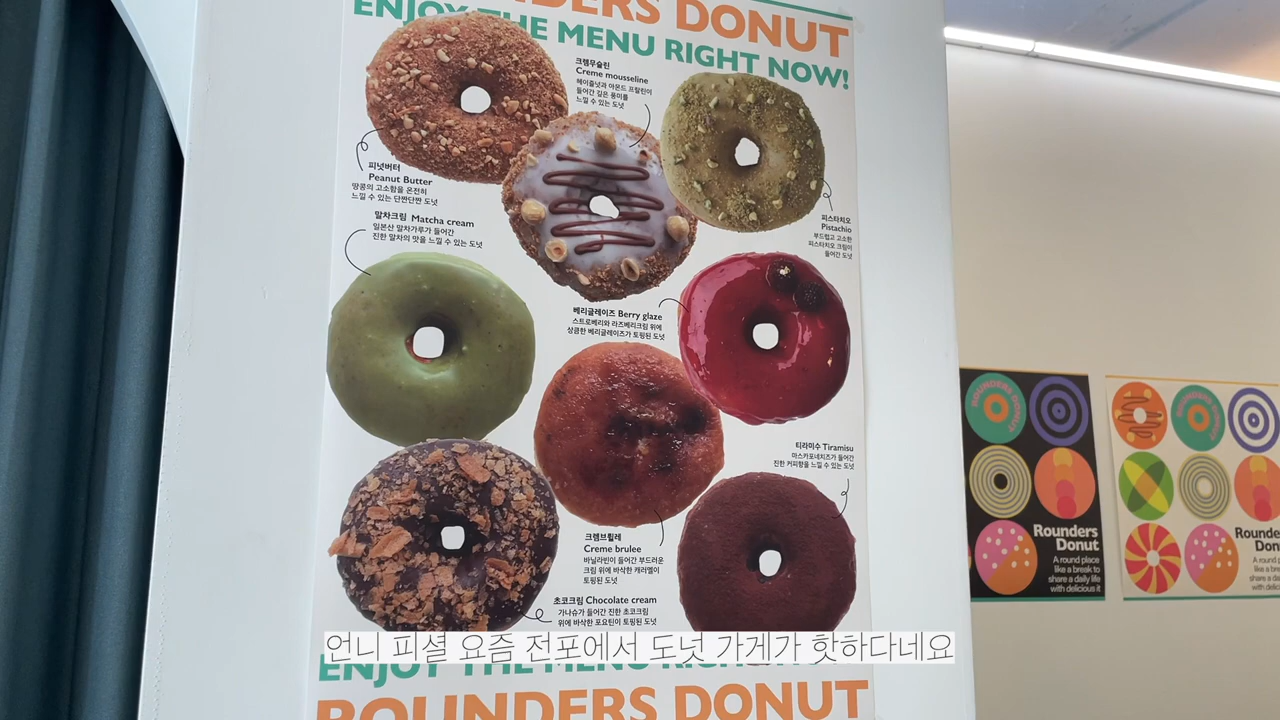 ROUNDERS DONUT
ENJOY THE MENU RIGHT NOW!
크렘무슬린
Creme mousseline
헤이즐넛과 아몬드 프랄린이
들어간 깊은 풍미를
느낄 수 있는 도넛
피넛버터
Peanut Butter
땅콩의 고소함을 온전히
느낄 수 있는 단짠단짠 도넛
피스타치오
Pistachio
부드럽고 고소한
피스타치오 크림이
들어간 도넛
말차크림 Matcha cream
일본산 말차가루가 들어간
진한 말차의 맛을 느낄 수 있는 도넛
베리글레이즈 Berry glaze
스트로베리와 라즈베리크림 위에
상큼한 베리글레이즈가 토핑된 도넛
티라미수 Tiramisu
마스카포네치즈가 들어간
진한 커피향을 느낄 수 있는 도넛
크렘브륄레
Creme brulee
바닐라빈이 들어간 부드러운
크림 위에 바삭한 캐러멜이
토핑된 도넛
초코크림 Chocolate cream
가나슈가 들어간 진한 초코크림
위에 바삭한 포요틴이 토핑된 도넛
언니 피셜 요즘 전포에서 도넛 가게가 핫하다네요
ENJOY THE MENU RIGHT
ROUNDERS DONUT
ROUNDERS DONUT
Rounders
Donut
A round place
like a break to
share a daily life
with delicious it
ROUNDERS DONUT
Rounde
Don
A round
like a bre
share a da
with delici